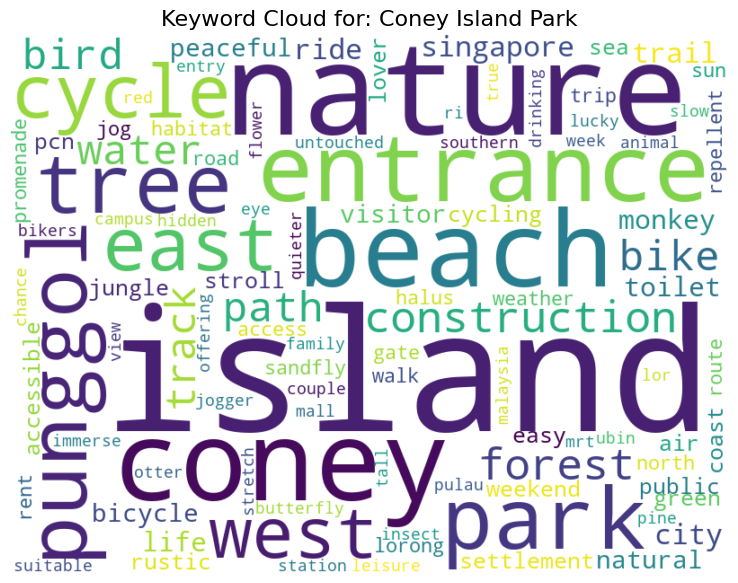 Keyword Cloud for: Coney Island Park
bird
peaceful
ride
lover
singapore
sea
trail
entry
nature
true
sun
cycle
red
flower
drinking
trip
slow
repellent
promenade
jog
habitat
ri
lucky
pcn
water
road
untouched
southern
week
animal
tree
entrance
bikers
campus
hidden
eye
quieter
visitor
cycling
monkey
east
beach
bike
punggol
jungle
stroll
toilet
chance
view
track
offering
path
halus
weather
construction
access
island
family
accessible
sandfly
gate
malaysia
lor
route
couple
walk
jogger
mall
immerse
coney
easy
mrt
ubin
air
coast
otter
stretch
tall
forest
north
rent
pulau
weekend
public
green
bicycle
butterfly
west
park
pine
life
insect
lorong
city
rustic
settlement
natural
suitable
station
leisure